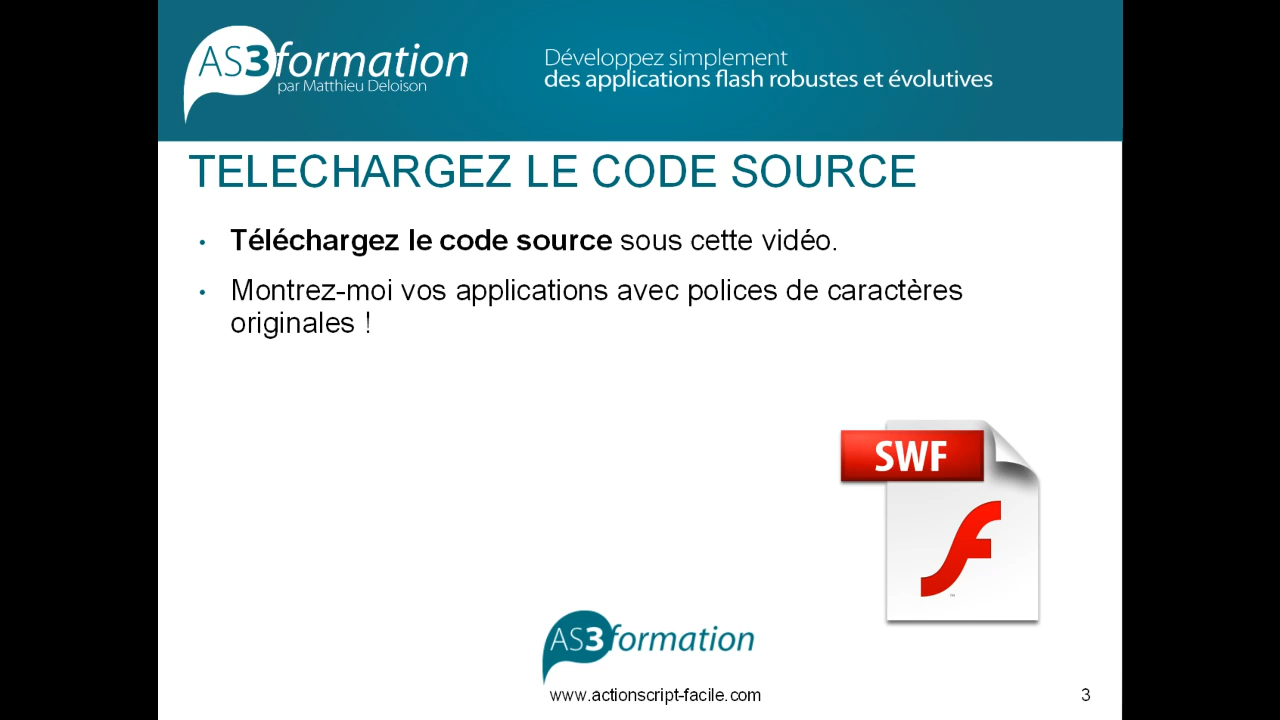 AS3formation
par Matthieu Deloison
Développez simplement
des applications flash robustes et évolutives
TELECHARGEZ LE CODE SOURCE
• Téléchargez le code source sous cette vidéo.
• Montrez-moi vos applications avec polices de caractères
originales !
SWF
AS3formation
www.actionscript-facile.com
3